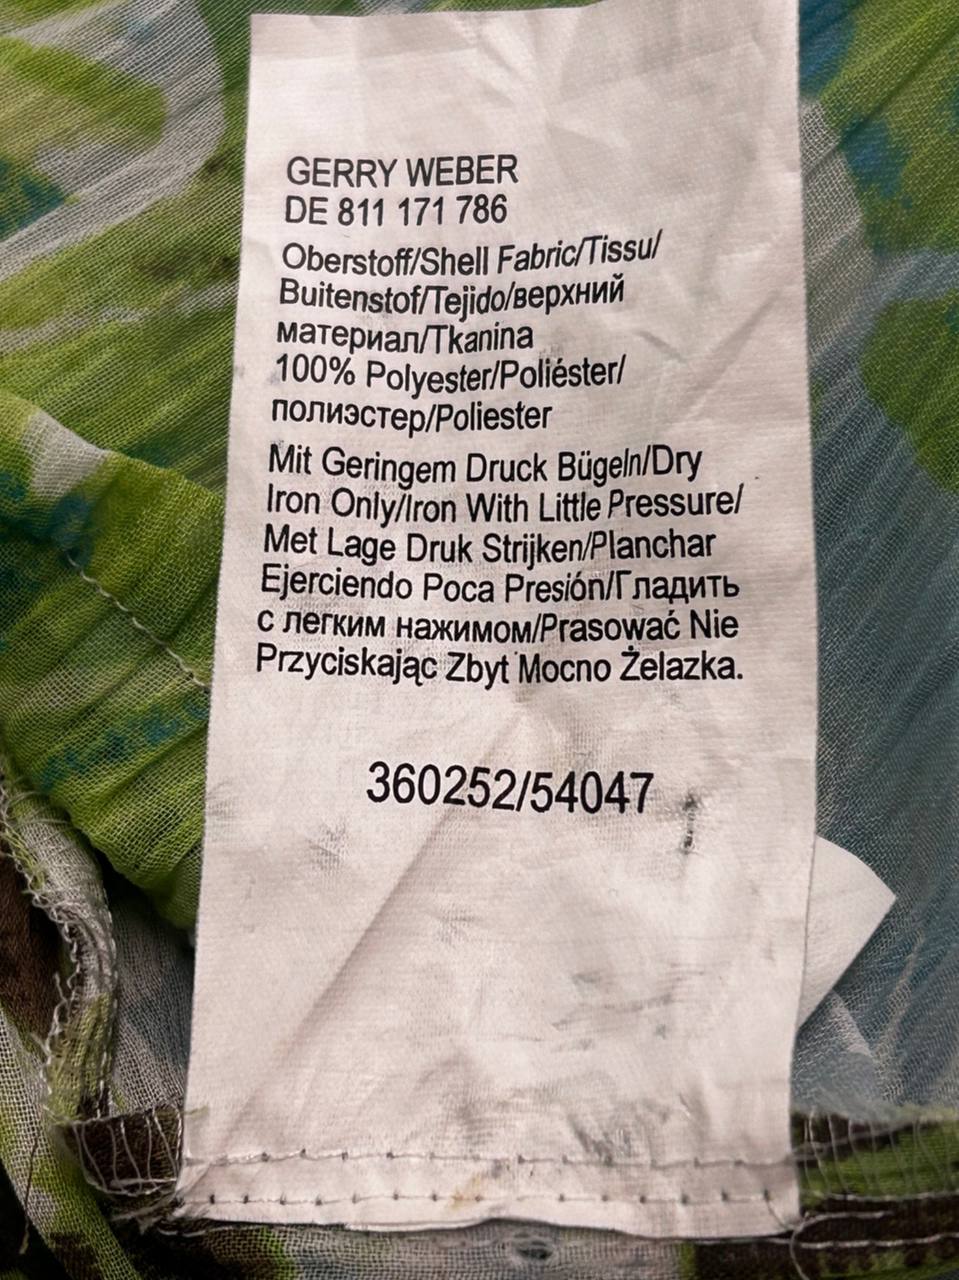 GERRY WEBER
DE 811 171 786
Oberstoff/Shell Fabric/Tissu/
Buitenstof/Tejido/верхний
материал/Tkanina
100% Polyester/Poliéster/
полиэстер/Poliester
Mit Geringem Druck Bügeln/Dry
Iron Only/Iron With Little Pressure/
Met Lage Druk Strijken/Planchar
Ejerciendo Poca Presión/Гладить
с легким нажимом/Prasować Nie
Przyciskając Zbyt Mocno Żelazka.
360252/54047